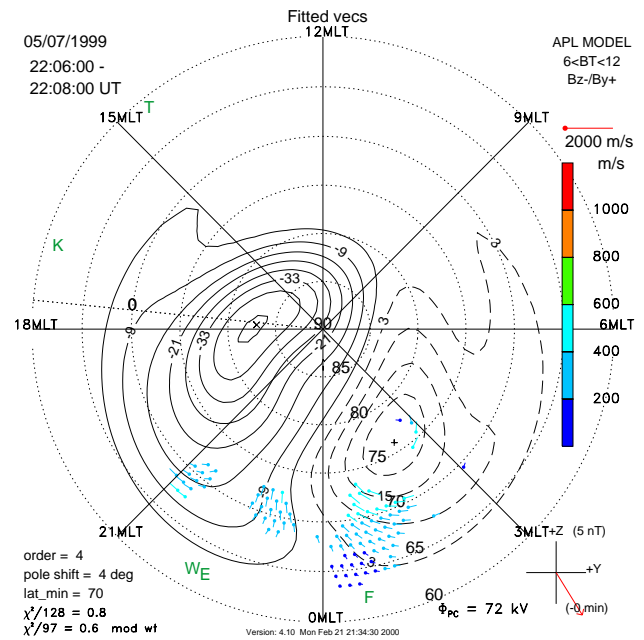 Fitted vecs
12MLT
05/07/1999
22:06:00 -
22:08:00 UT
APL MODEL
6<BT<12
Bz-/By+
T
15MLT
9MLT
2000 m/s
m/s
1000
800
600
400
200
K
-9
-33
3
0
18MLT
-9
-21
-33
90
-21
3
6MLT
85
80
75
-9
15
70
65
3
60
21MLT
3MLT
+Z (5 nT)
+Y
(-0 min)
W
E
F
order = 4
pole shift = 4 deg
lat_min = 70
χ²/128 = 0.8
χ²/97 = 0.6 mod wt
0MLT
ΦPC = 72 kV
Version: 4.10 Mon Feb 21 21:34:30 2000